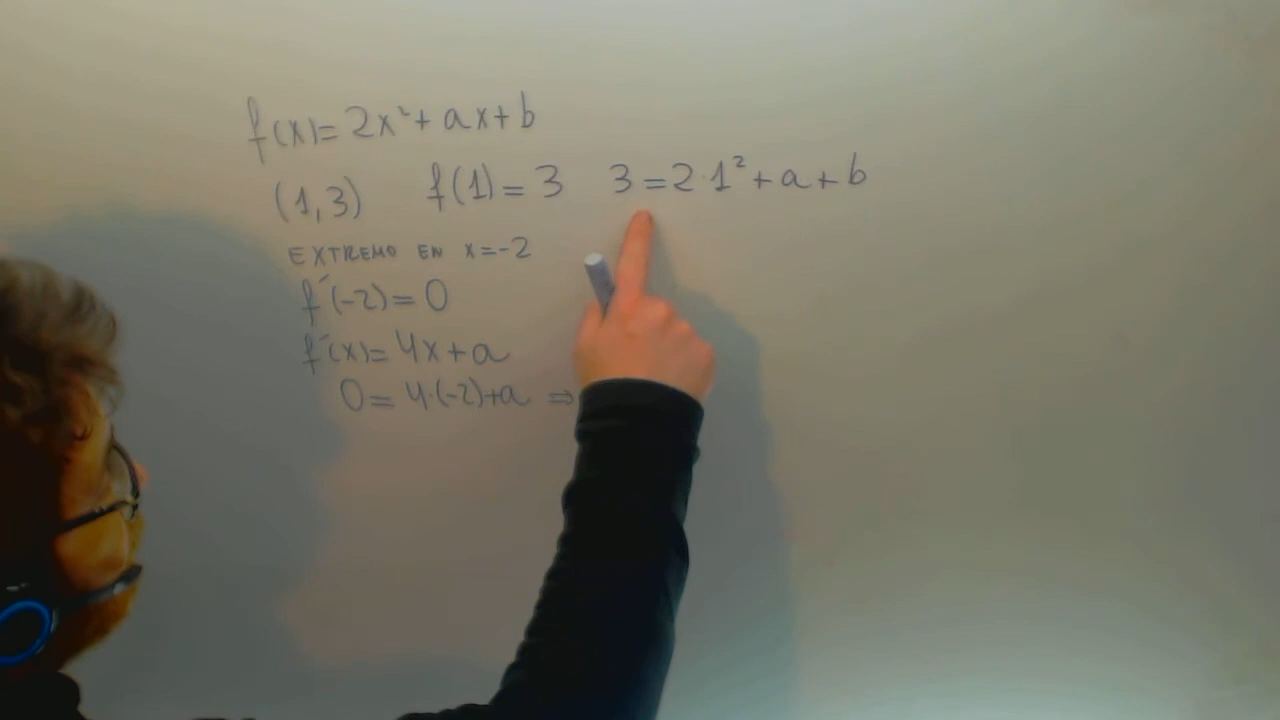 f(x)=2x²+ax+b
(1,3) f(1)=3 3=2·1²+a+b
EXTREMO EN x=-2
f´(-2)=0
f´(x)=4x+a
0=4·(-2)+a ⇒